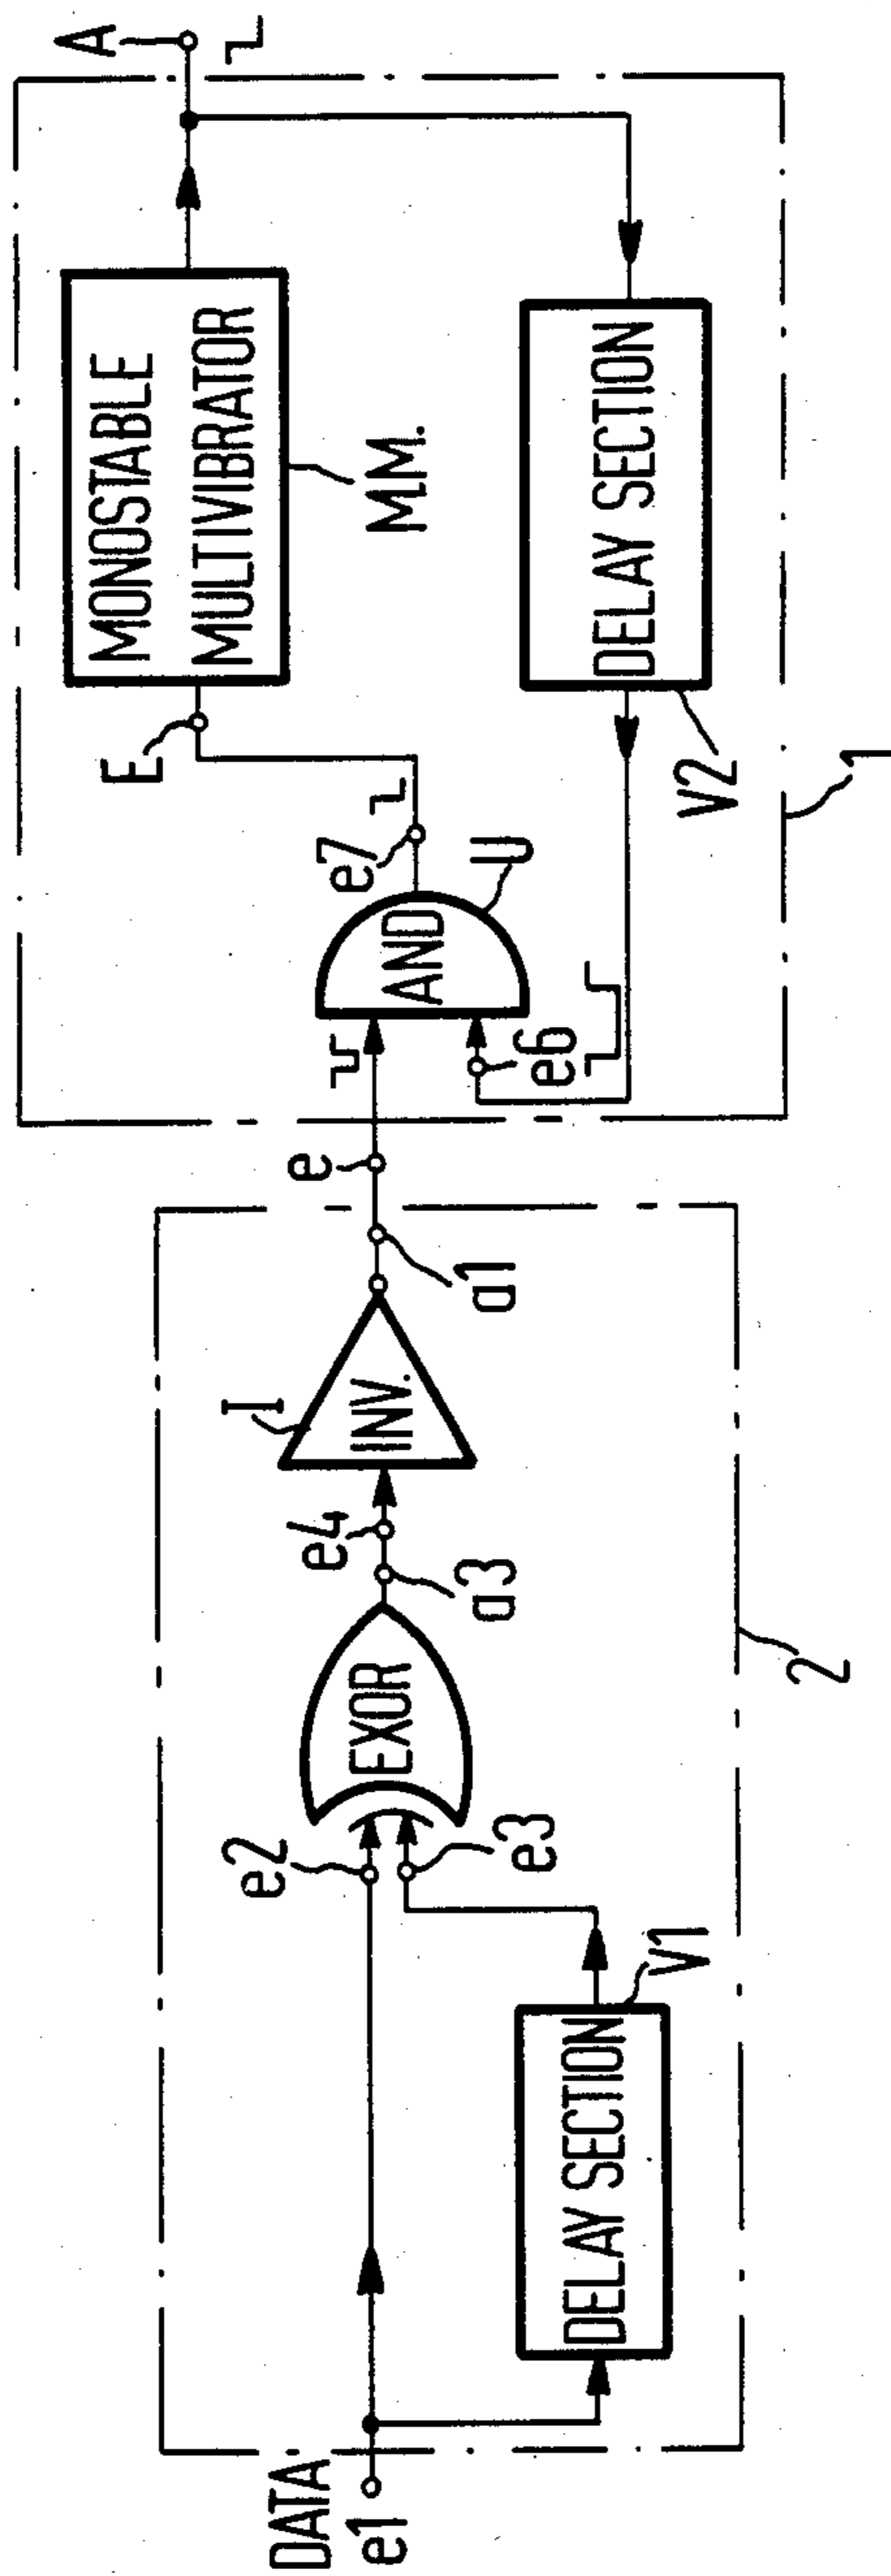 DATA
e1
DELAY SECTION
V1
e2
e3
EXOR
a3
e4
INV.
I
a1
2
e
e6
AND
U
e7
E
MONOSTABLE
MULTIVIBRATOR
MM.
DELAY SECTION
V2
A
1